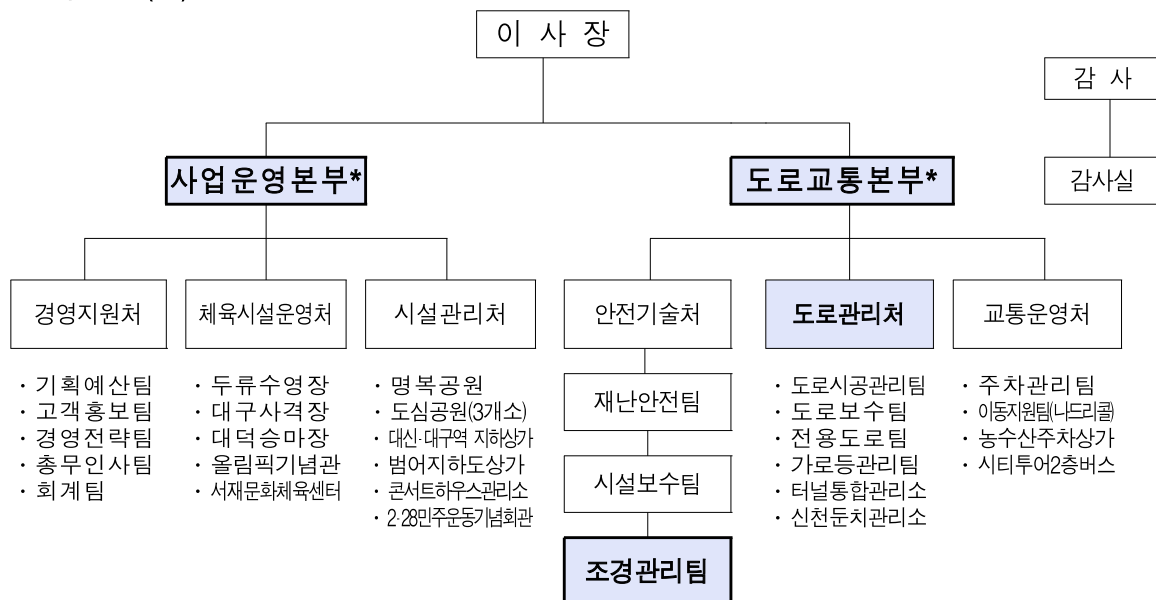 이 사 장
감 사
사업운영본부*
도로교통본부*
감사실
경영지원처
체육시설운영처
시설관리처
안전기술처
도로관리처
교통운영처
· 기획예산팀
· 고객홍보팀
· 경영전략팀
· 총무인사팀
· 회계팀
· 두류수영장
· 대구사격장
· 대덕승마장
· 올림픽기념관
· 서재문화체육센터
· 명복공원
· 도심공원(3개소)
· 대신·대구역 지하상가
· 범어지하도상가
· 콘서트하우스관리소
· 2·28민주운동기념회관
재난안전팀
시설보수팀
조경관리팀
· 도로시공관리팀
· 도로보수팀
· 전용도로팀
· 가로등관리팀
· 터널통합관리소
· 신천둔치관리소
· 주차관리팀
· 이동지원팀(나드리콜)
· 농수산주차상가
· 시티투어2층버스